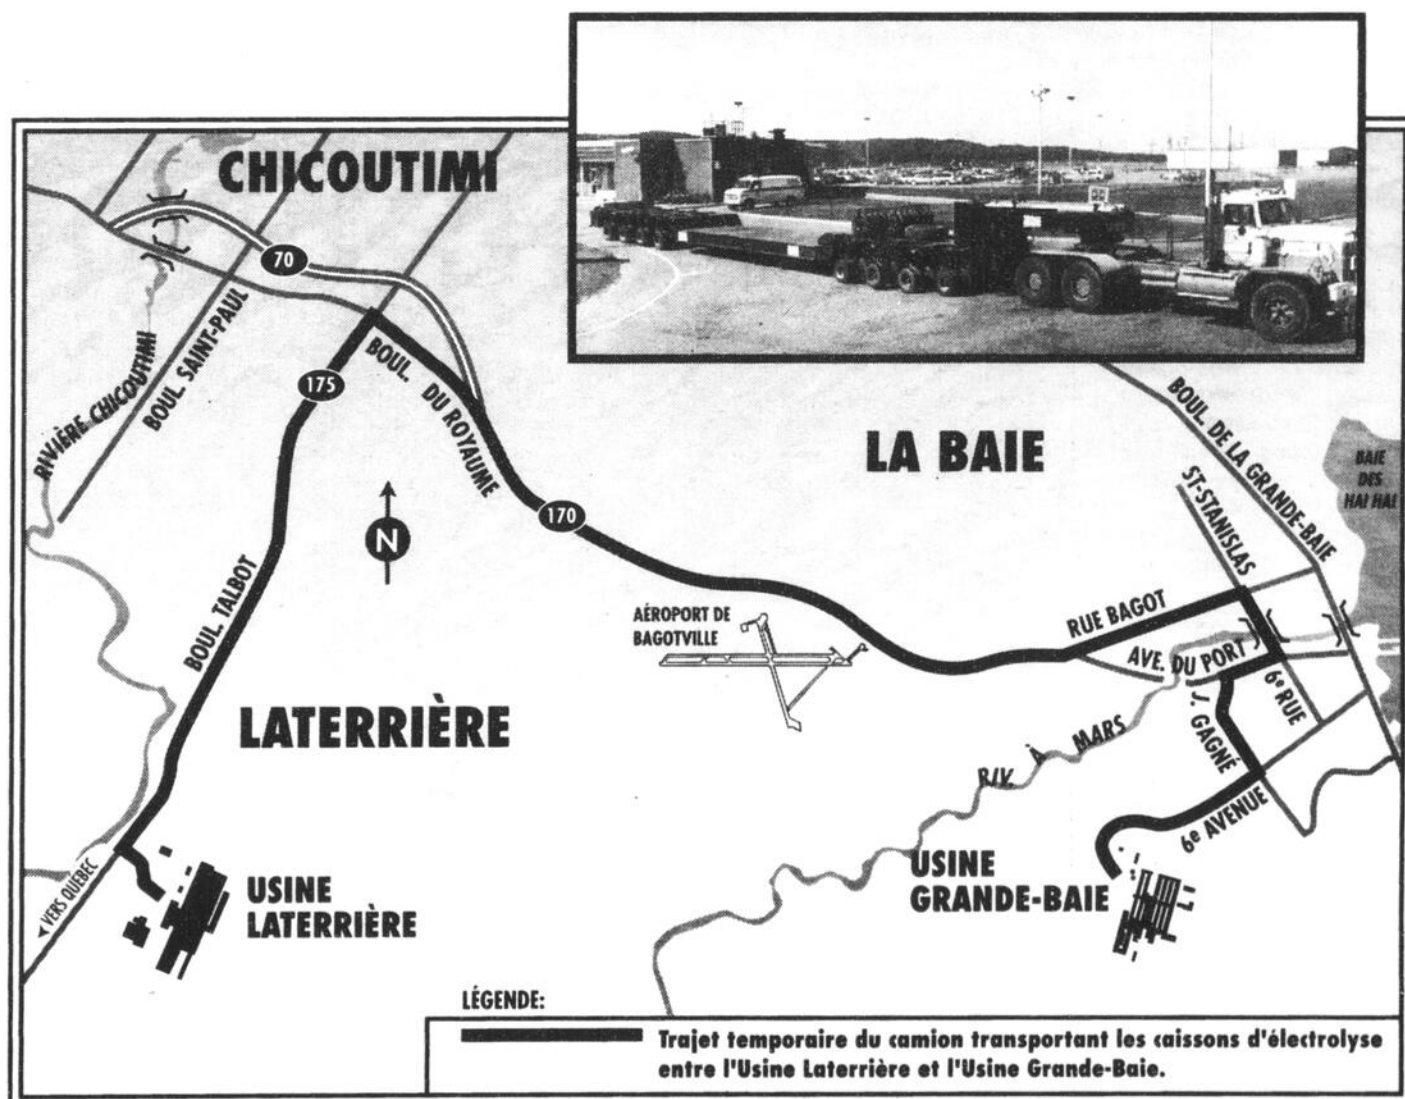 CHICOUTIMI
70
RIVIÈRE CHICOUTIMI
BOUL SAINT-PAUL
175
BOUL. DU ROYAUME
BOUL. DE LA GRANDE-BAIE
LA BAIE
BAIE
DES
HA! HA!
ST-STANISLAS
N
170
BOUL. TALBOT
AÉROPORT DE
BAGOTVILLE
RUE BAGOT
AVE. DU PORT
6e RUE
J. GAGNÉ
LATERRIÈRE
RIV. À MARS
6e AVENUE
VERS QUÉBEC
USINE
LATERRIÈRE
USINE
GRANDE-BAIE
LÉGENDE:
Trajet temporaire du camion transportant les caissons d'électrolyse
entre l'Usine Laterrière et l'Usine Grande-Baie.